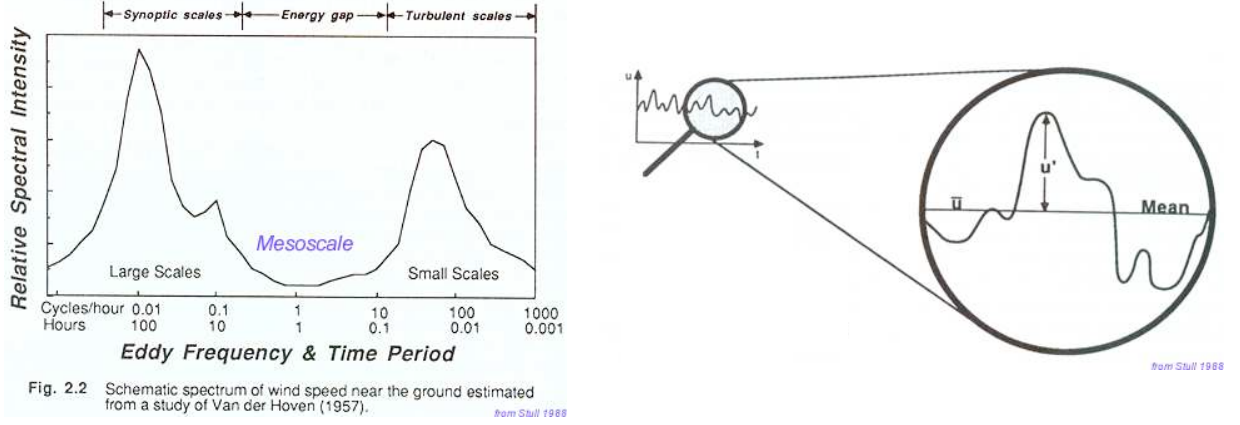 Synoptic scales Energy gap Turbulent scales
Relative Spectral Intensity
Mesoscale
Large Scales
Small Scales
Cycles/hour 0.01 0.1 1 10 100 1000
Hours 100 10 1 0.1 0.01 0.001
Eddy Frequency & Time Period
Fig. 2.2 Schematic spectrum of wind speed near the ground estimated
from a study of Van der Hoven (1957).
from Stull 1988
u
t
u'
u̅
Mean
from Stull 1988